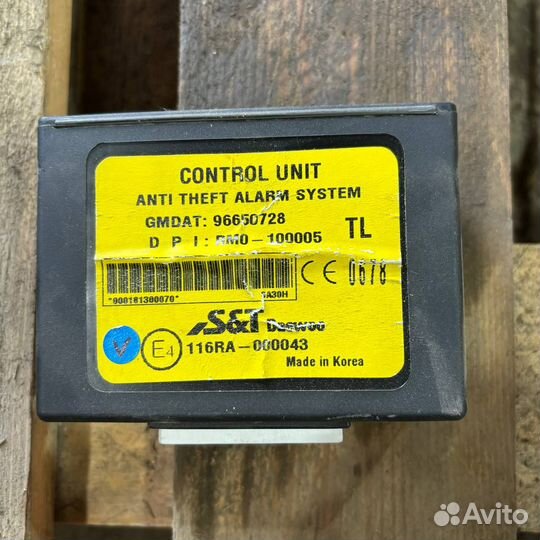 CONTROL UNIT
ANTI THEFT ALARM SYSTEM
GMDAT: 96650728
D P I : RM0-100005
TL
*900181300070*
5A30H
CE 0678
S&T Daewoo
E4
116RA-000043
Made in Korea
V
Avito